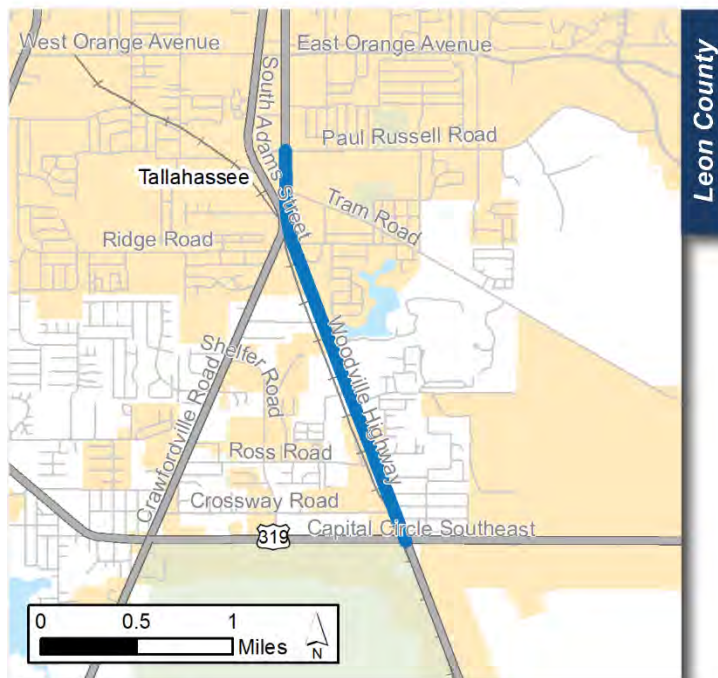 West Orange Avenue
East Orange Avenue
South Adams Street
Paul Russell Road
Tallahassee
Tram Road
Ridge Road
Woodville Highway
Shelfer Road
Crawfordville Road
Ross Road
Crossway Road
Capital Circle Southeast
319
0 0.5 1
Miles
N
Leon County